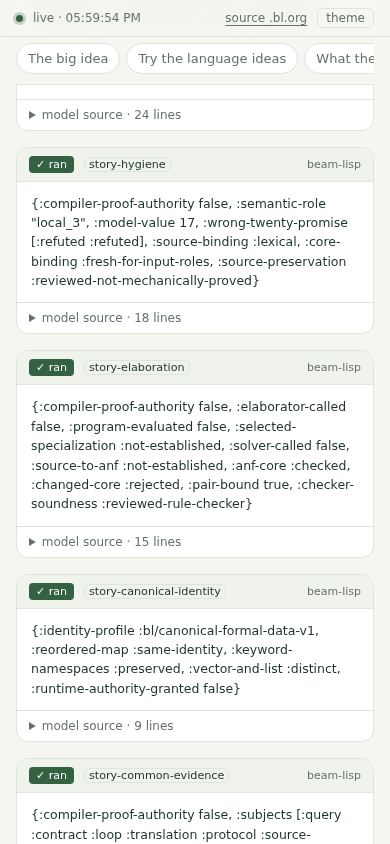 live · 05:59:54 PM source .bl.org theme
The big idea Try the language ideas What the
▶ model source · 24 lines
✓ ran story-hygiene beam-lisp
{:compiler-proof-authority false, :semantic-role
"local_3", :model-value 17, :wrong-twenty-promise
[:refuted :refuted], :source-binding :lexical, :core-
binding :fresh-for-input-roles, :source-preservation
:reviewed-not-mechanically-proved}
▶ model source · 18 lines
✓ ran story-elaboration beam-lisp
{:compiler-proof-authority false, :elaborator-called
false, :program-evaluated false, :selected-
specialization :not-established, :solver-called false,
:source-to-anf :not-established, :anf-core :checked,
:changed-core :rejected, :pair-bound true, :checker-
soundness :reviewed-rule-checker}
▶ model source · 15 lines
✓ ran story-canonical-identity beam-lisp
{:identity-profile :bl/canonical-formal-data-v1,
:reordered-map :same-identity, :keyword-
namespaces :preserved, :vector-and-list :distinct,
:runtime-authority-granted false}
▶ model source · 9 lines
✓ ran story-common-evidence beam-lisp
{:compiler-proof-authority false, :subjects [:query
:contract :loop :translation :protocol :source-